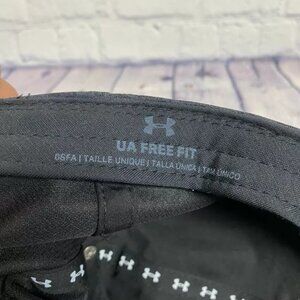 UA FREE FIT
OSFA | TAILLE UNIQUE | TALLA ÚNICA | TAM ÚNICO